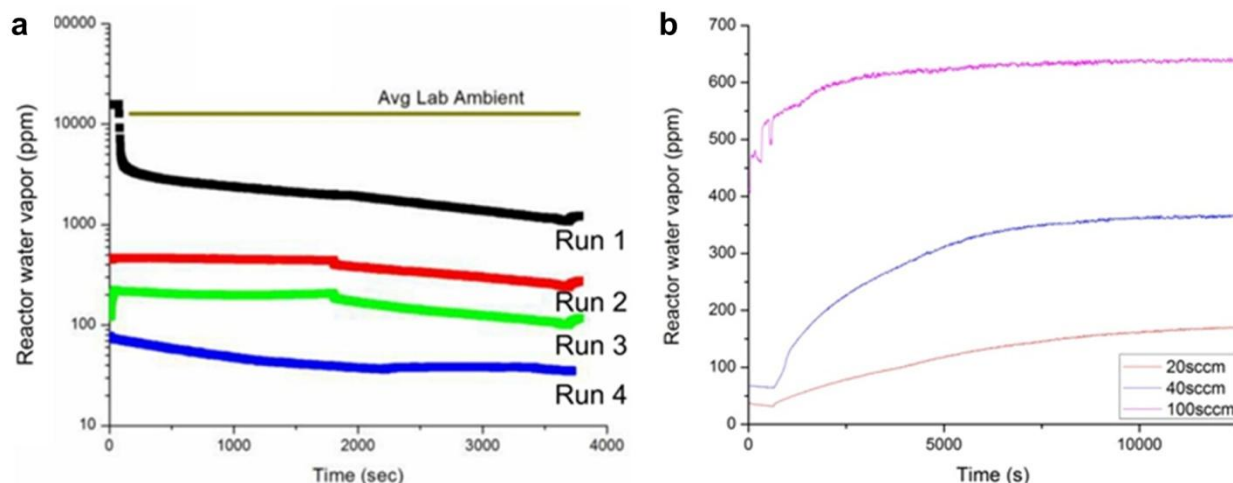 a
Reactor water vapor (ppm)
00000
10000
1000
100
10
Avg Lab Ambient
Run 1
Run 2
Run 3
Run 4
0
1000
2000
3000
4000
Time (sec)
b
Reactor water vapor (ppm)
700
600
500
400
300
200
100
0
20sccm
40sccm
100sccm
0
5000
10000
Time (s)